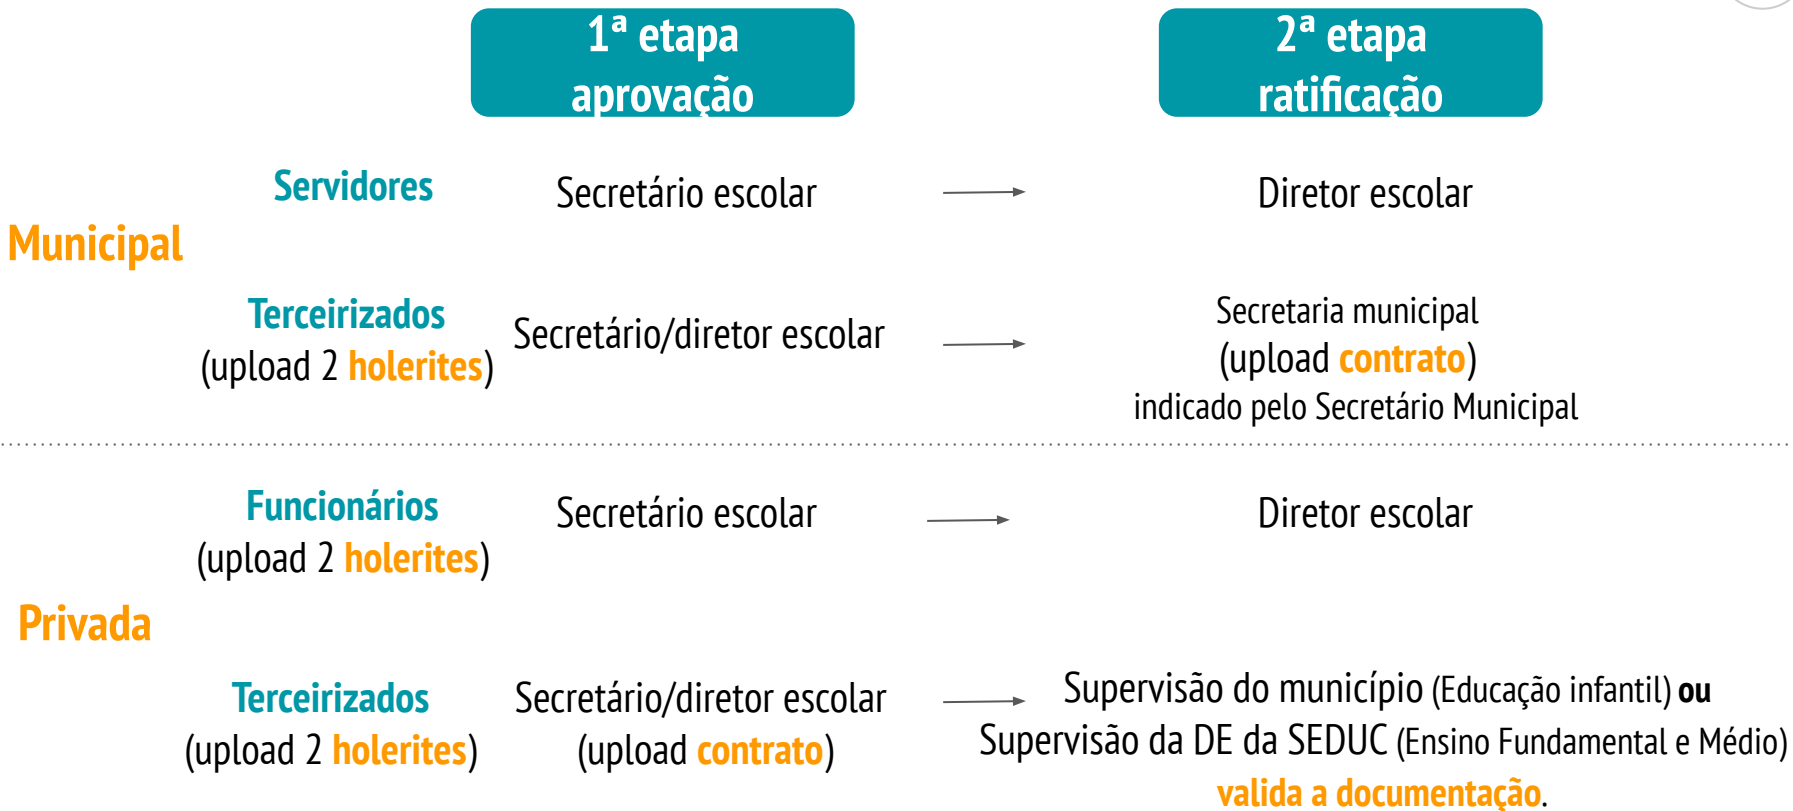 1ª etapa
aprovação
2ª etapa
ratificação
Municipal
Servidores
Secretário escolar
Diretor escolar
Terceirizados
(upload 2 holerites)
Secretário/diretor escolar
Secretaria municipal
(upload contrato)
indicado pelo Secretário Municipal
Privada
Funcionários
(upload 2 holerites)
Secretário escolar
Diretor escolar
Terceirizados
(upload 2 holerites)
Secretário/diretor escolar
(upload contrato)
Supervisão do município (Educação infantil) ou
Supervisão da DE da SEDUC (Ensino Fundamental e Médio)
valida a documentação.